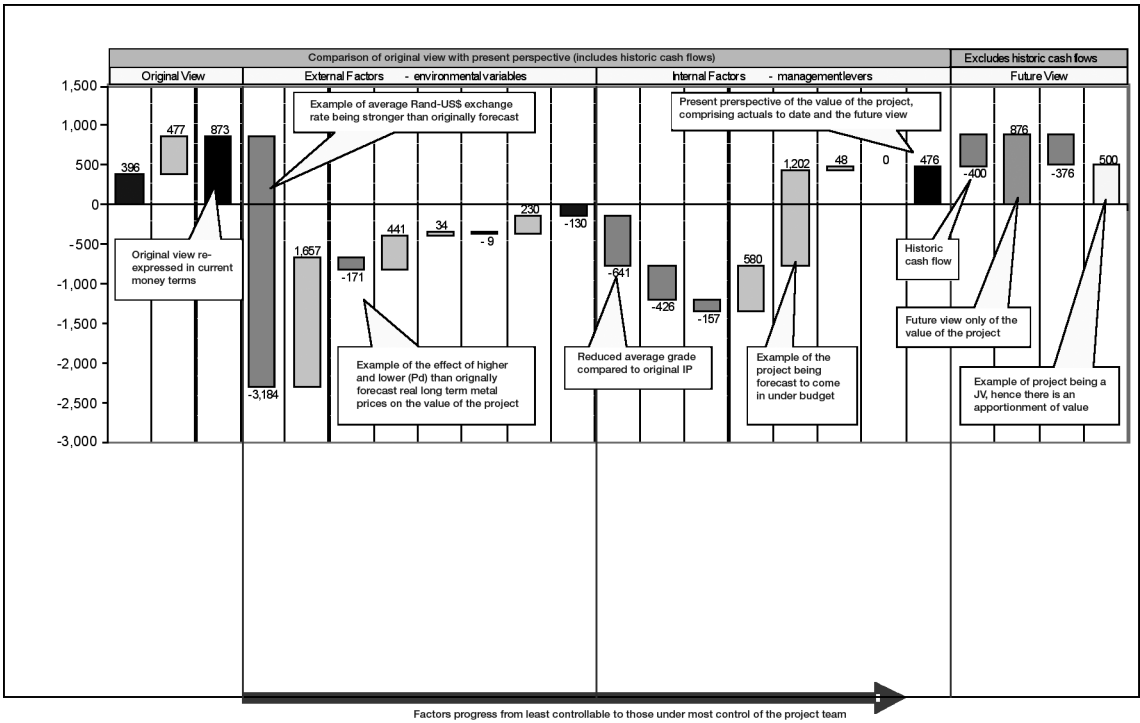 Comparison of original view with present perspective (includes historic cash flows)
Excludes historic cash flows
Original View
External Factors - environmental variables
Internal Factors - management levers
Future View
1,500
1,000
500
0
-500
-1,000
-1,500
-2,000
-2,500
-3,000
396
477
873
-3,184
1,657
-171
441
34
- 9
230
-130
-641
-426
-157
580
1,202
48
0
476
-400
876
-376
500
Example of average Rand-US$ exchange
rate being stronger than originally forecast
Present prerspective of the value of the project,
comprising actuals to date and the future view
Original view re-
expressed in current
money terms
Example of the effect of higher
and lower (Pd) than orignally
forecast real long term metal
prices on the value of the project
Reduced average grade
compared to original IP
Example of the
project being
forecast to come
in under budget
Historic
cash flow
Future view only of the
value of the project
Example of project being a
JV, hence there is an
apportionment of value
Factors progress from least controllable to those under most control of the project team